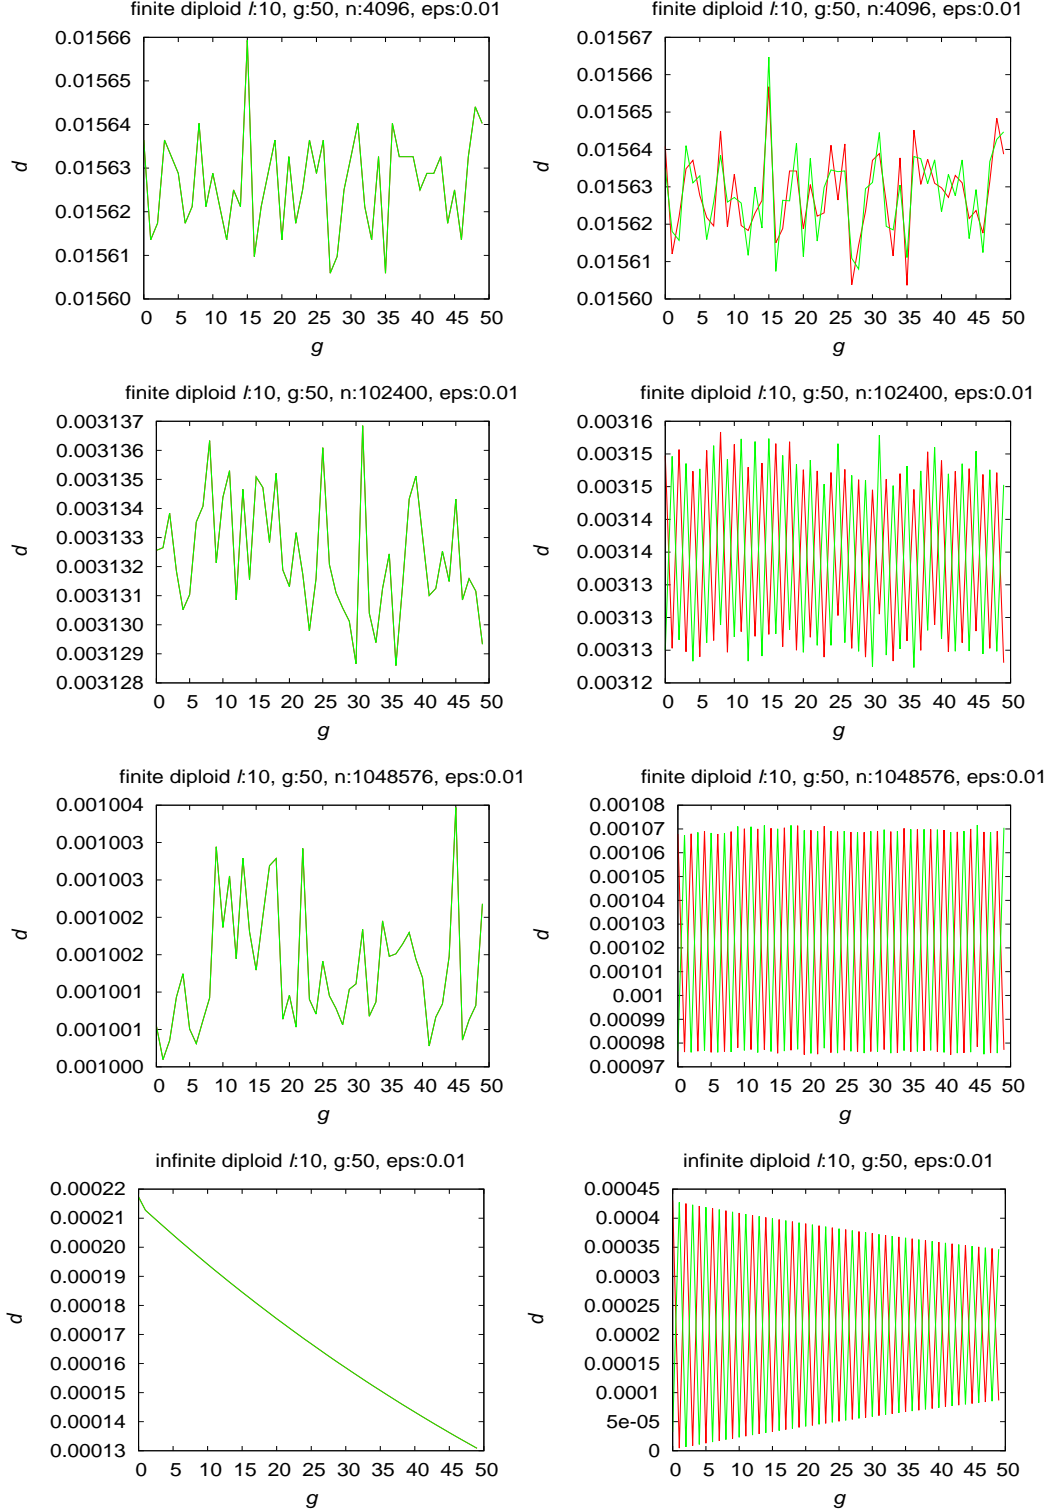 finite diploid l:10, g:50, n:4096, eps:0.01
0.01566
0.01565
0.01564
0.01563
0.01562
0.01561
0.01560
d
0 5 10 15 20 25 30 35 40 45 50
g
finite diploid l:10, g:50, n:4096, eps:0.01
0.01567
0.01566
0.01565
0.01564
0.01563
0.01562
0.01561
0.01560
d
0 5 10 15 20 25 30 35 40 45 50
g
finite diploid l:10, g:50, n:102400, eps:0.01
0.003137
0.003136
0.003135
0.003134
0.003133
0.003132
0.003131
0.003130
0.003129
0.003128
d
0 5 10 15 20 25 30 35 40 45 50
g
finite diploid l:10, g:50, n:102400, eps:0.01
0.00316
0.00315
0.00315
0.00314
0.00314
0.00313
0.00313
0.00313
0.00312
d
0 5 10 15 20 25 30 35 40 45 50
g
finite diploid l:10, g:50, n:1048576, eps:0.01
0.001004
0.001003
0.001003
0.001002
0.001002
0.001001
0.001001
0.001000
d
0 5 10 15 20 25 30 35 40 45 50
g
finite diploid l:10, g:50, n:1048576, eps:0.01
0.00108
0.00107
0.00106
0.00105
0.00104
0.00103
0.00102
0.00101
0.001
0.00099
0.00098
0.00097
d
0 5 10 15 20 25 30 35 40 45 50
g
infinite diploid l:10, g:50, eps:0.01
0.00022
0.00021
0.00020
0.00019
0.00018
0.00017
0.00016
0.00015
0.00014
0.00013
d
0 5 10 15 20 25 30 35 40 45 50
g
infinite diploid l:10, g:50, eps:0.01
0.00045
0.0004
0.00035
0.0003
0.00025
0.0002
0.00015
0.0001
5e-05
0
d
0 5 10 15 20 25 30 35 40 45 50
g